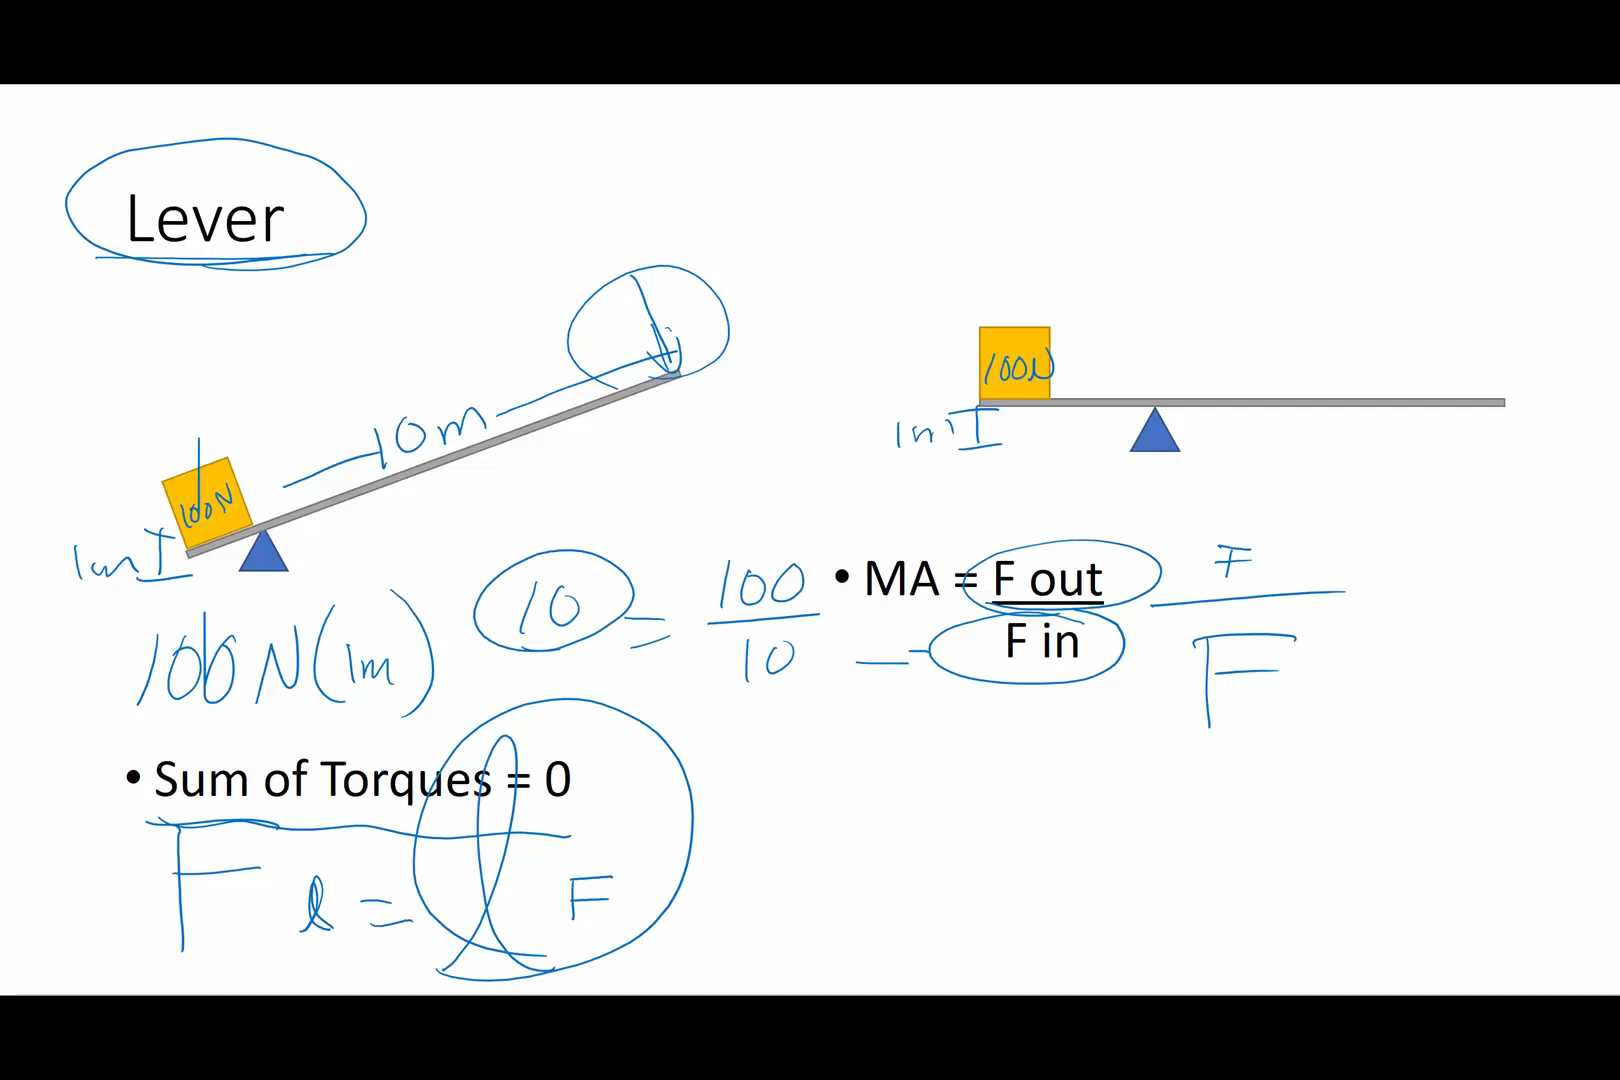 Lever
10m
100N
100N
1m
1m
• MA = F out
F in
F
F
10 = 100
10
100N(1m)
• Sum of Torques = 0
F l = l F